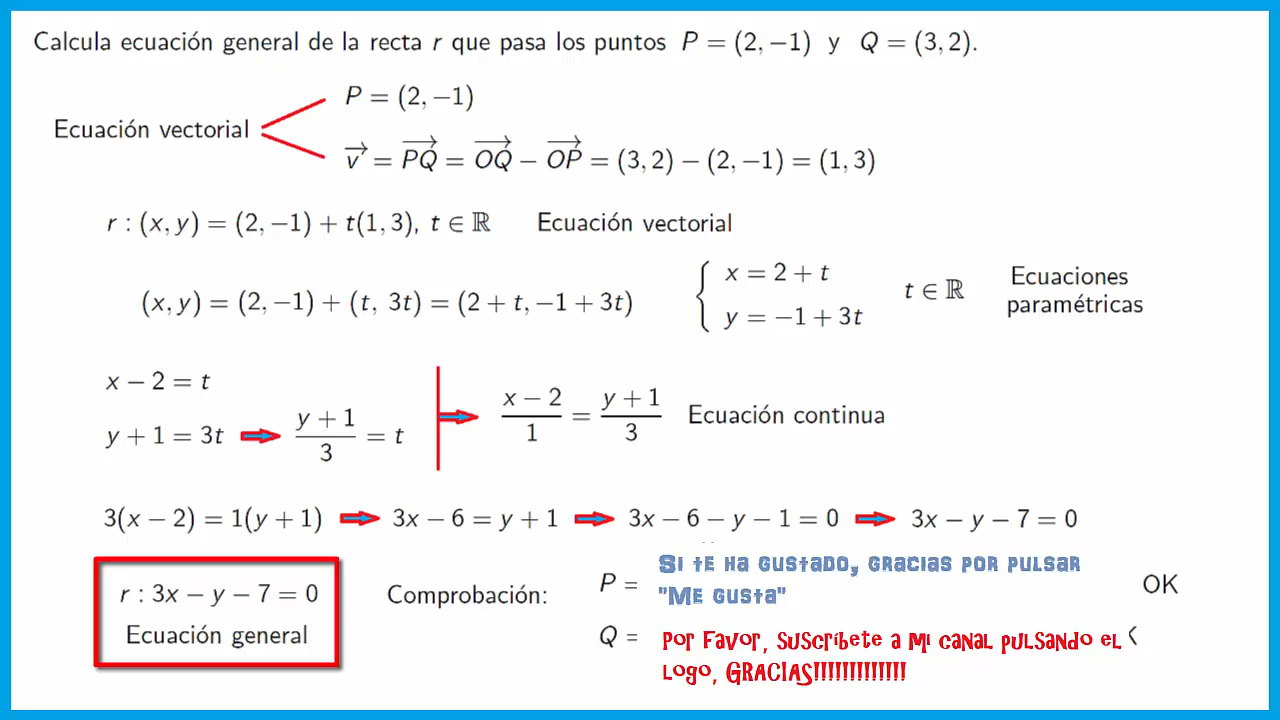 Calcula ecuación general de la recta r que pasa los puntos P = (2, −1) y Q = (3, 2).
P = (2, −1)
Ecuación vectorial
v⃗ = PQ⃗ = OQ⃗ − OP⃗ = (3, 2) − (2, −1) = (1, 3)
r : (x, y) = (2, −1) + t(1, 3), t ∈ ℝ Ecuación vectorial
(x, y) = (2, −1) + (t, 3t) = (2 + t, −1 + 3t)
{ x = 2 + t
y = −1 + 3t
t ∈ ℝ
Ecuaciones
paramétricas
x − 2 = t
y + 1 = 3t ⇒ (y + 1)/3 = t
⇒ (x − 2)/1 = (y + 1)/3 Ecuación continua
3(x − 2) = 1(y + 1) ⇒ 3x − 6 = y + 1 ⇒ 3x − 6 − y − 1 = 0 ⇒ 3x − y − 7 = 0
r : 3x − y − 7 = 0
Ecuación general
Comprobación:
P = OK
Q =
Si te ha gustado, gracias por pulsar
"Me gusta"
Por favor, suscríbete a mi canal pulsando el
logo, GRACIAS!!!!!!!!!!!!!